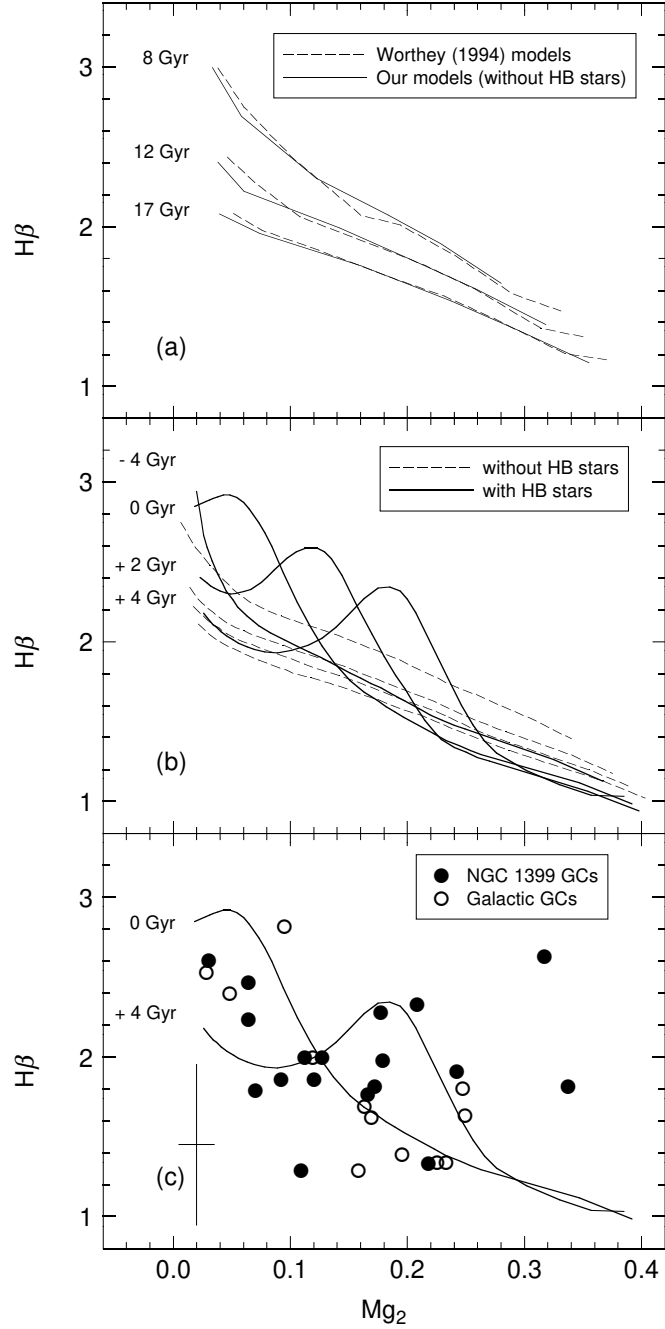 8 Gyr
12 Gyr
17 Gyr
Worthey (1994) models
Our models (without HB stars)
3
2
1
Hβ
(a)
- 4 Gyr
0 Gyr
+ 2 Gyr
+ 4 Gyr
without HB stars
with HB stars
3
2
1
Hβ
(b)
0 Gyr
+ 4 Gyr
NGC 1399 GCs
Galactic GCs
3
2
1
Hβ
(c)
0.0 0.1 0.2 0.3 0.4
Mg₂